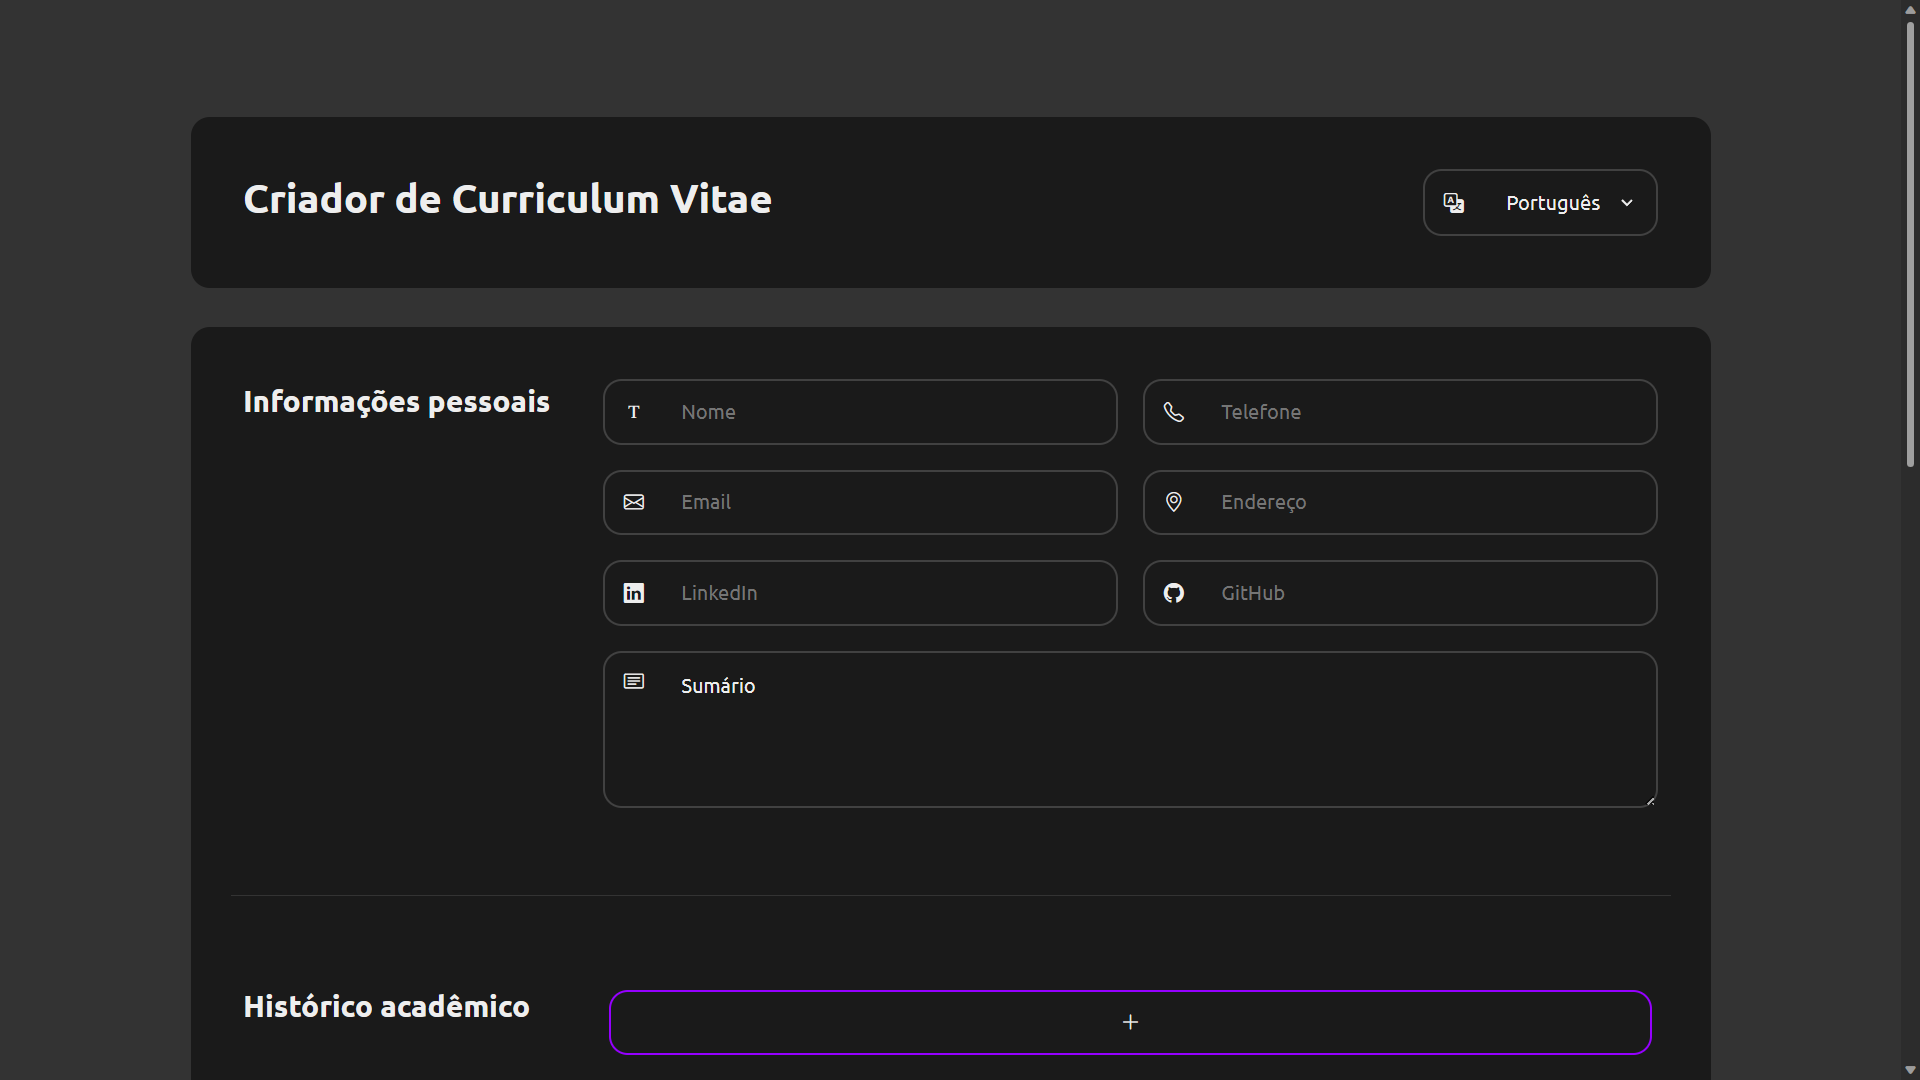 Criador de Curriculum Vitae
Português
Informações pessoais
Nome
Telefone
Email
Endereço
LinkedIn
GitHub
Sumário
Histórico acadêmico
+